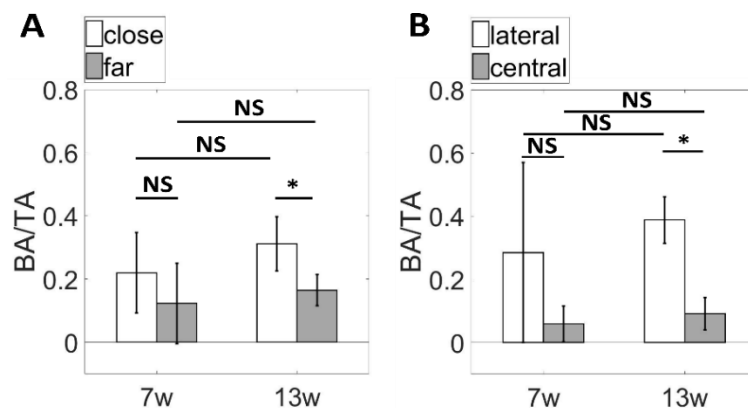 A
close
far
0.8
0.6
0.4
0.2
0
BA/TA
NS
NS
NS
*
7w
13w
B
lateral
central
0.8
0.6
0.4
0.2
0
BA/TA
NS
NS
NS
*
7w
13w